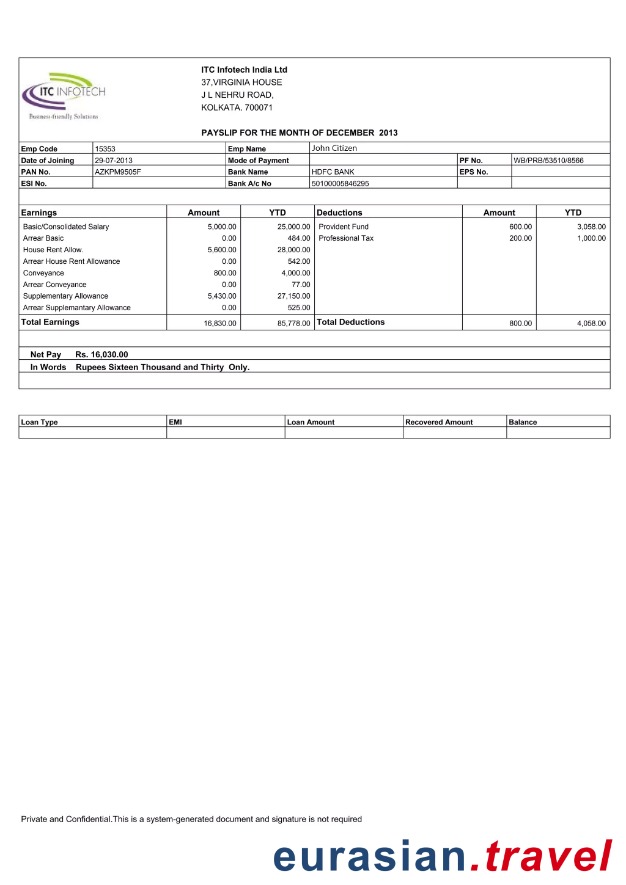 ITC Infotech India Ltd
37,VIRGINIA HOUSE
ITC INFOTECH
J L NEHRU ROAD,
KOLKATA. 700071
Business-friendly Solutions
PAYSLIP FOR THE MONTH OF DECEMBER 2013
Emp Code 15353 Emp Name John Citizen
Date of Joining 29-07-2013 Mode of Payment PF No. WB/PRB/63510/8566
PAN No. AZKPM9505F Bank Name HDFC BANK EPS No.
ESI No. Bank A/c No 50100005846295
Earnings Amount YTD Deductions Amount YTD
Basic/Consolidated Salary 5,000.00 25,000.00 Provident Fund 600.00 3,058.00
Arrear Basic 0.00 484.00 Professional Tax 200.00 1,000.00
House Rent Allow. 5,600.00 28,000.00
Arrear House Rent Allowance 0.00 542.00
Conveyance 800.00 4,000.00
Arrear Conveyance 0.00 77.00
Supplementary Allowance 5,430.00 27,150.00
Arrear Supplemantary Allowance 0.00 525.00
Total Earnings 16,830.00 85,778.00 Total Deductions 800.00 4,058.00
Net Pay Rs. 16,030.00
In Words Rupees Sixteen Thousand and Thirty Only.
Loan Type EMI Loan Amount Recovered Amount Balance
Private and Confidential.This is a system-generated document and signature is not required
eurasian.travel